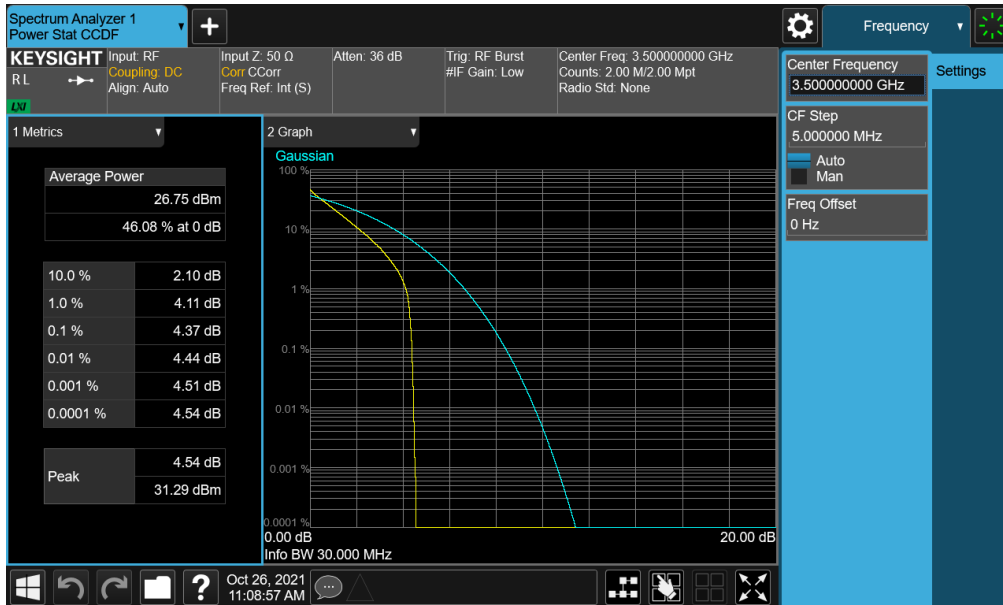 Spectrum Analyzer 1
Power Stat CCDF
+
Frequency
KEYSIGHT
R L
LXI
Input: RF
Coupling: DC
Align: Auto
Input Z: 50 Ω
Corr CCorr
Freq Ref: Int (S)
Atten: 36 dB
Trig: RF Burst
#IF Gain: Low
Center Freq: 3.500000000 GHz
Counts: 2.00 M/2.00 Mpt
Radio Std: None
Center Frequency
3.500000000 GHz
Settings
CF Step
5.000000 MHz
Auto
Man
Freq Offset
0 Hz
1 Metrics
Average Power
26.75 dBm
46.08 % at 0 dB
10.0 % 2.10 dB
1.0 % 4.11 dB
0.1 % 4.37 dB
0.01 % 4.44 dB
0.001 % 4.51 dB
0.0001 % 4.54 dB
Peak
4.54 dB
31.29 dBm
2 Graph
Gaussian
100 %
10 %
1 %
0.1 %
0.01 %
0.001 %
0.0001 %
0.00 dB 20.00 dB
Info BW 30.000 MHz
?
Oct 26, 2021
11:08:57 AM